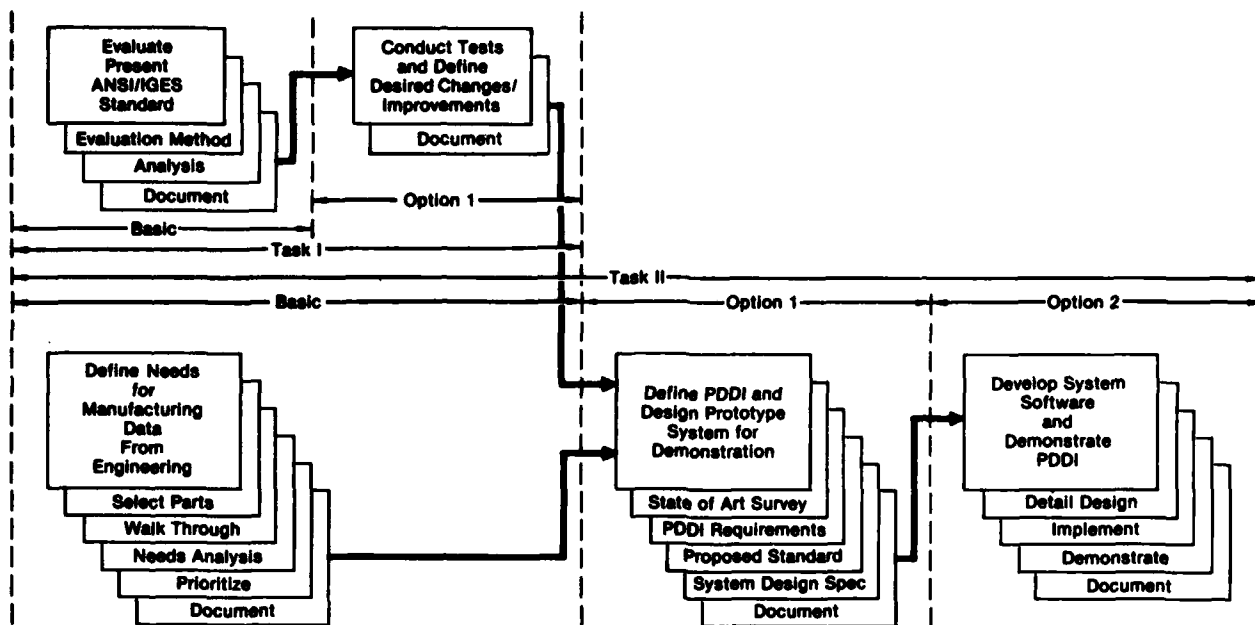 Evaluate
Present
ANSI/IGES
Standard
Evaluation Method
Analysis
Document
Conduct Tests
and Define
Desired Changes/
Improvements
Document
Option 1
Basic
Task I
Task II
Basic
Option 1
Option 2
Define Needs
for
Manufacturing
Data
From
Engineering
Select Parts
Walk Through
Needs Analysis
Prioritize
Document
Define PDDI and
Design Prototype
System for
Demonstration
State of Art Survey
PDDI Requirements
Proposed Standard
System Design Spec
Document
Develop System
Software
and
Demonstrate
PDDI
Detail Design
Implement
Demonstrate
Document